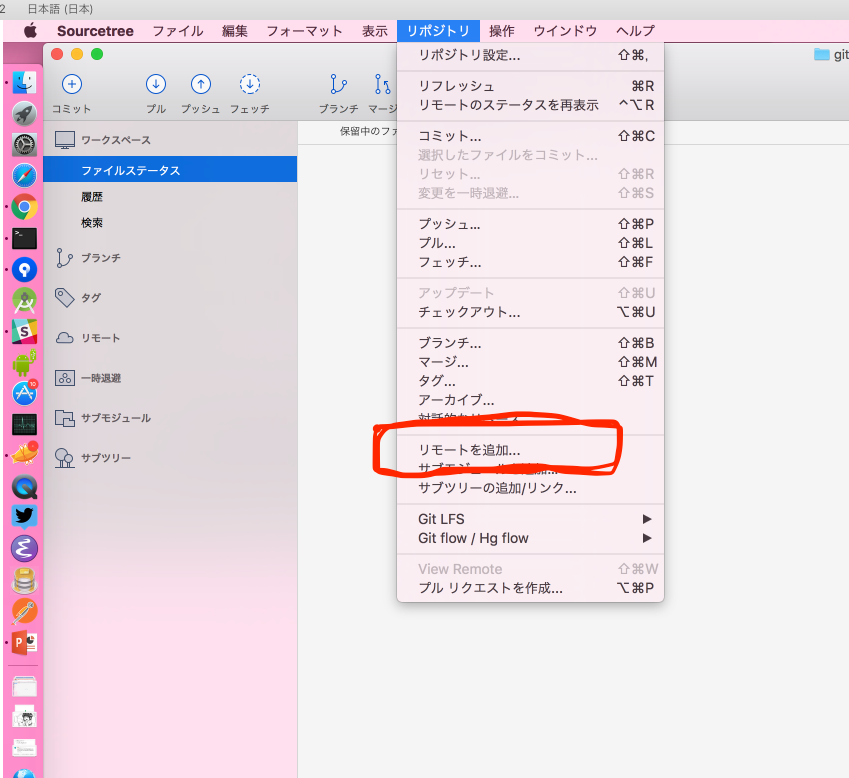 2 日本語 (日本)
Sourcetree ファイル 編集 フォーマット 表示 リポジトリ 操作 ウインドウ ヘルプ
git
コミット プル プッシュ フェッチ ブランチ マージ
保留中のファ
ワークスペース
ファイルステータス
履歴
検索
ブランチ
タグ
リモート
一時退避
サブモジュール
サブツリー
リポジトリ設定... ⇧⌘,
リフレッシュ ⌘R
リモートのステータスを再表示 ^⌥R
コミット... ⇧⌘C
選択したファイルをコミット...
リセット... ⇧⌘R
変更を一時退避... ⇧⌘S
プッシュ... ⇧⌘P
プル... ⇧⌘L
フェッチ... ⇧⌘F
アップデート ⇧⌘U
チェックアウト... ⌥⌘U
ブランチ... ⇧⌘B
マージ... ⇧⌘M
タグ... ⇧⌘T
アーカイブ...
リモートを追加...
サブツリーの追加/リンク...
Git LFS ▶
Git flow / Hg flow ▶
View Remote ⇧⌘W
プル リクエストを作成... ⌥⌘P
10